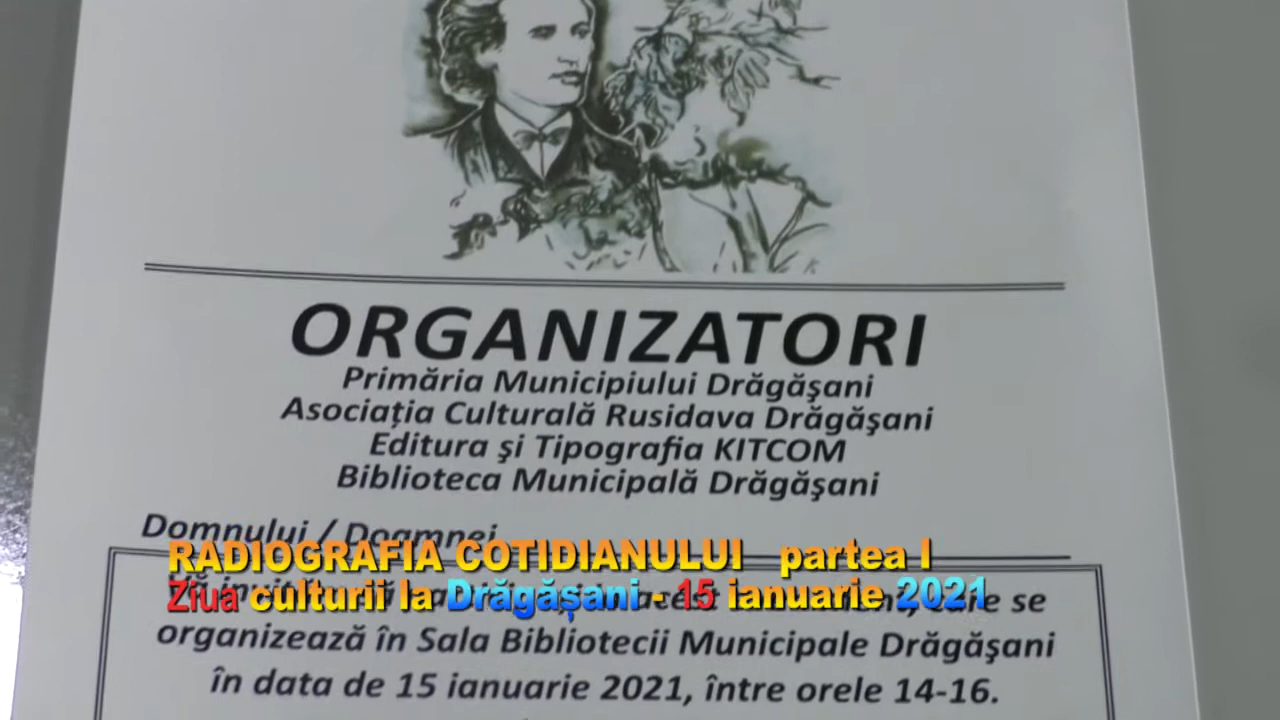 ORGANIZATORI
Primăria Municipiului Drăgăşani
Asociația Culturală Rusidava Drăgăşani
Editura şi Tipografia KITCOM
Biblioteca Municipală Drăgăşani
Domnului / Doamnei
RADIOGRAFIA COTIDIANULUI partea I
Ziua culturii la Drăgășani - 15 ianuarie 2021
se
organizează în Sala Bibliotecii Municipale Drăgăşani
în data de 15 ianuarie 2021, între orele 14-16.